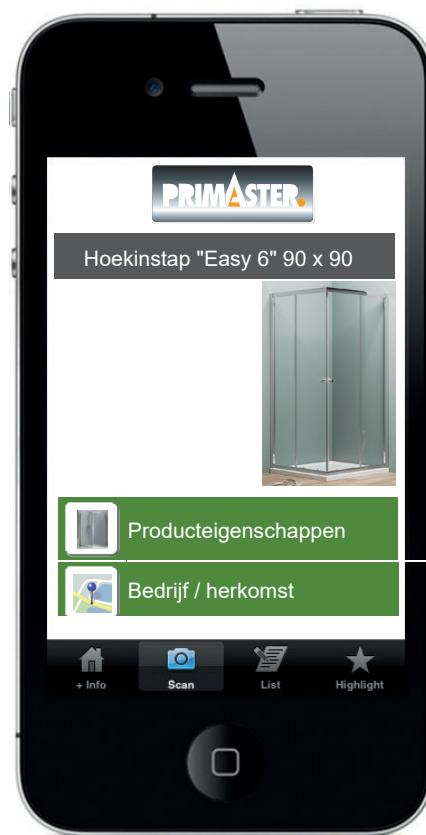 PRIMASTER.
Hoekinstap "Easy 6" 90 x 90
Producteigenschappen
Bedrijf / herkomst
+ Info
Scan
List
Highlight